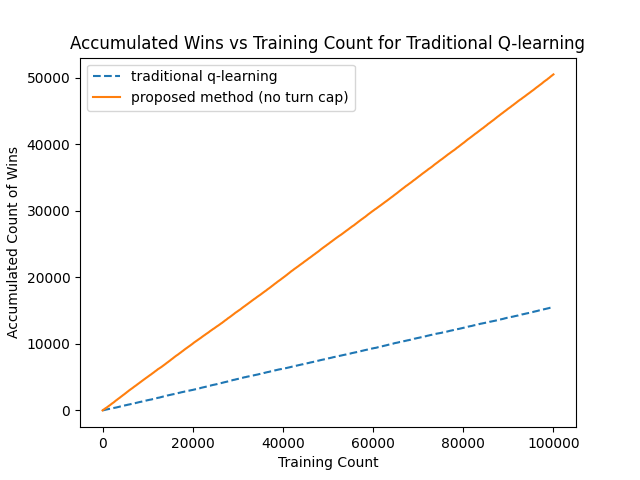 Accumulated Wins vs Training Count for Traditional Q-learning
traditional q-learning
proposed method (no turn cap)
Accumulated Count of Wins
50000
40000
30000
20000
10000
0
0 20000 40000 60000 80000 100000
Training Count